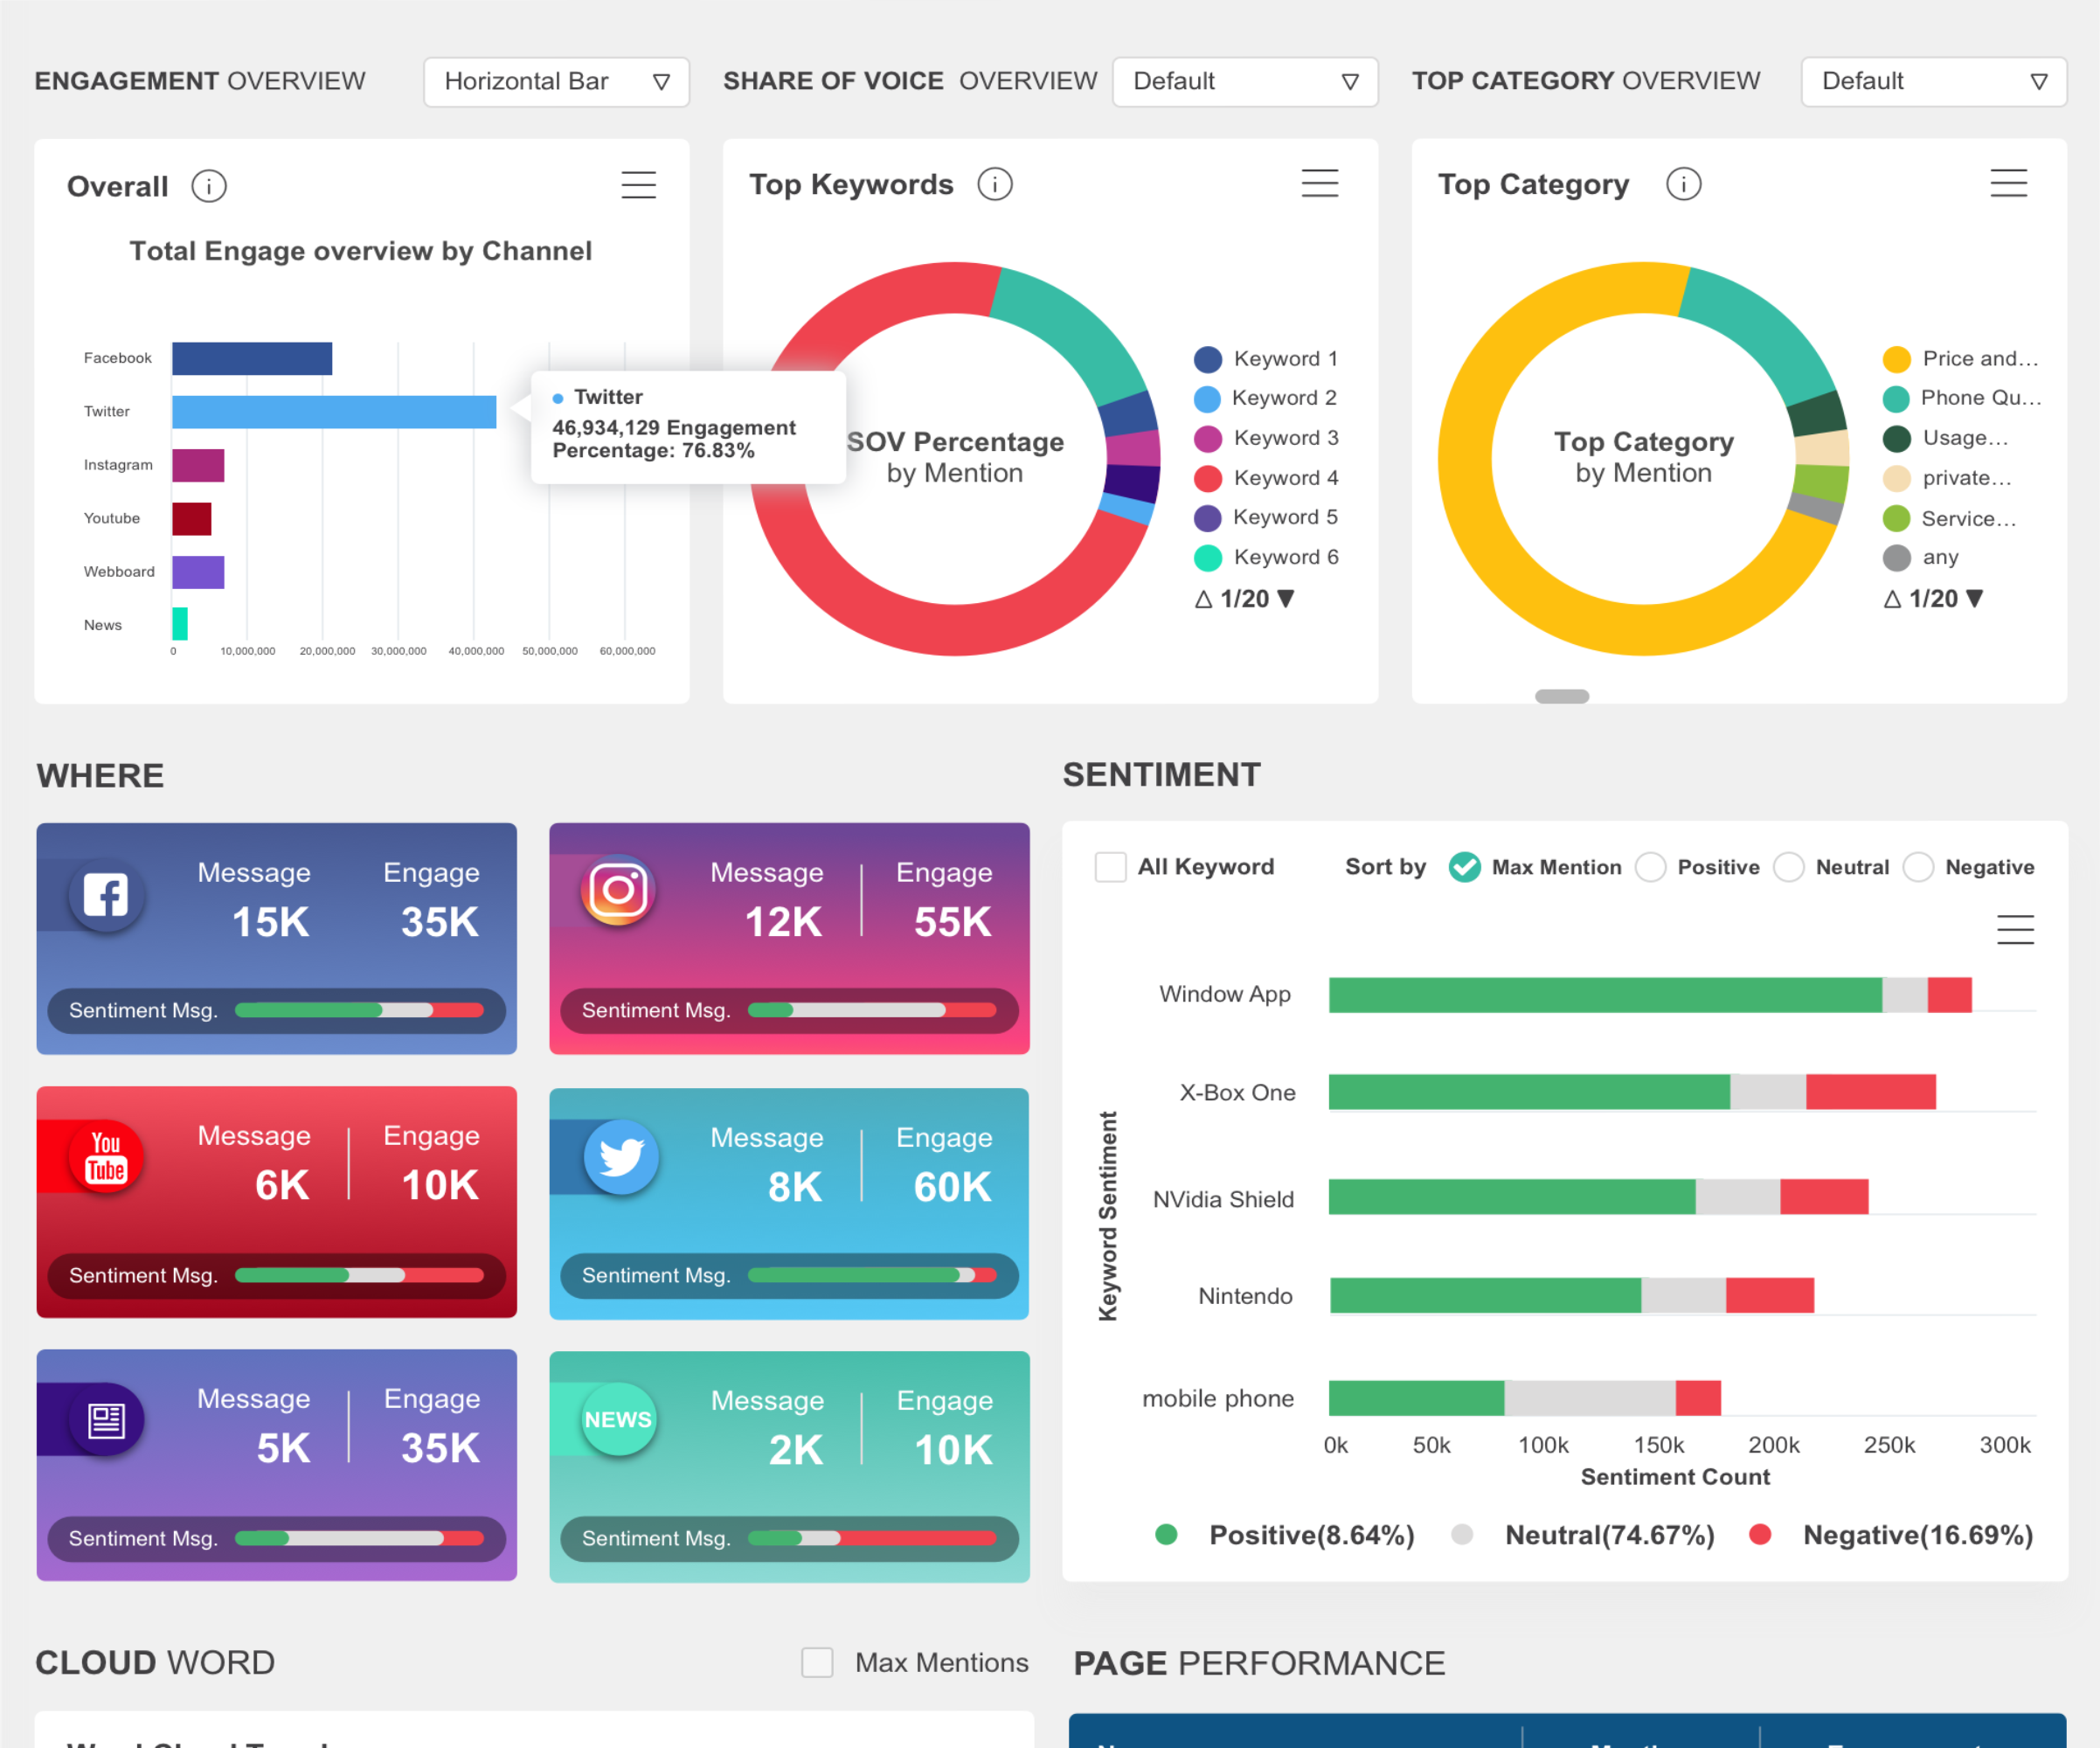 ENGAGEMENT OVERVIEW
Horizontal Bar
SHARE OF VOICE OVERVIEW
Default
TOP CATEGORY OVERVIEW
Default
Overall
Total Engage overview by Channel
Facebook
Twitter
Instagram
Youtube
Webboard
News
0 10,000,000 20,000,000 30,000,000 40,000,000 50,000,000 60,000,000
Twitter
46,934,129 Engagement
Percentage: 76.83%
Top Keywords
SOV Percentage
by Mention
Keyword 1
Keyword 2
Keyword 3
Keyword 4
Keyword 5
Keyword 6
1/20
Top Category
Top Category
by Mention
Price and...
Phone Qu...
Usage...
private...
Service...
any
1/20
WHERE
Message Engage
15K 35K
Sentiment Msg.
Message Engage
12K 55K
Sentiment Msg.
You
Tube
Message Engage
6K 10K
Sentiment Msg.
Message Engage
8K 60K
Sentiment Msg.
Message Engage
5K 35K
Sentiment Msg.
NEWS
Message Engage
2K 10K
Sentiment Msg.
SENTIMENT
All Keyword
Sort by Max Mention Positive Neutral Negative
Keyword Sentiment
Window App
X-Box One
NVidia Shield
Nintendo
mobile phone
0k 50k 100k 150k 200k 250k 300k
Sentiment Count
Positive(8.64%) Neutral(74.67%) Negative(16.69%)
CLOUD WORD
Max Mentions
PAGE PERFORMANCE